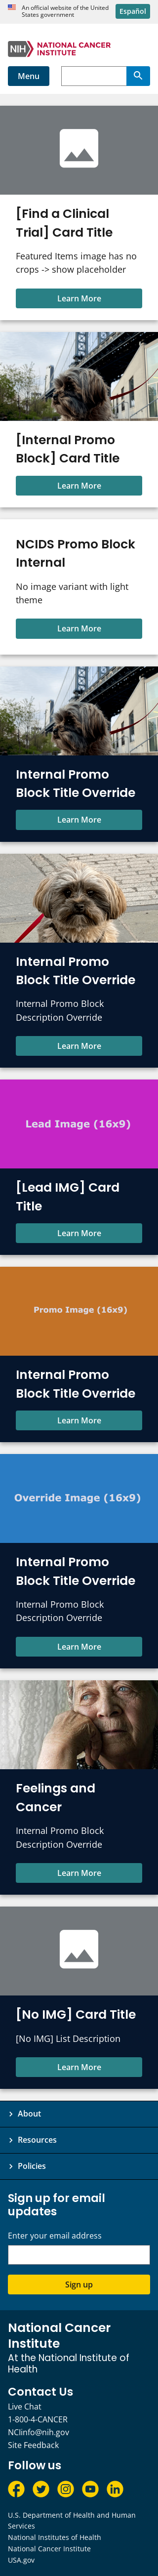 An official website of the United
States government
Español
NIH NATIONAL CANCER
INSTITUTE
Menu
[Find a Clinical
Trial] Card Title
Featured Items image has no
crops -> show placeholder
Learn More
[Internal Promo
Block] Card Title
Learn More
NCIDS Promo Block
Internal
No image variant with light
theme
Learn More
Internal Promo
Block Title Override
Learn More
Internal Promo
Block Title Override
Internal Promo Block
Description Override
Learn More
Lead Image (16x9)
[Lead IMG] Card
Title
Learn More
Promo Image (16x9)
Internal Promo
Block Title Override
Learn More
Override Image (16x9)
Internal Promo
Block Title Override
Internal Promo Block
Description Override
Learn More
Feelings and
Cancer
Internal Promo Block
Description Override
Learn More
[No IMG] Card Title
[No IMG] List Description
Learn More
About
Resources
Policies
Sign up for email
updates
Enter your email address
Sign up
National Cancer
Institute
At the National Institute of
Health
Contact Us
Live Chat
1-800-4-CANCER
NCIinfo@nih.gov
Site Feedback
Follow us
U.S. Department of Health and Human
Services
National Institutes of Health
National Cancer Institute
USA.gov